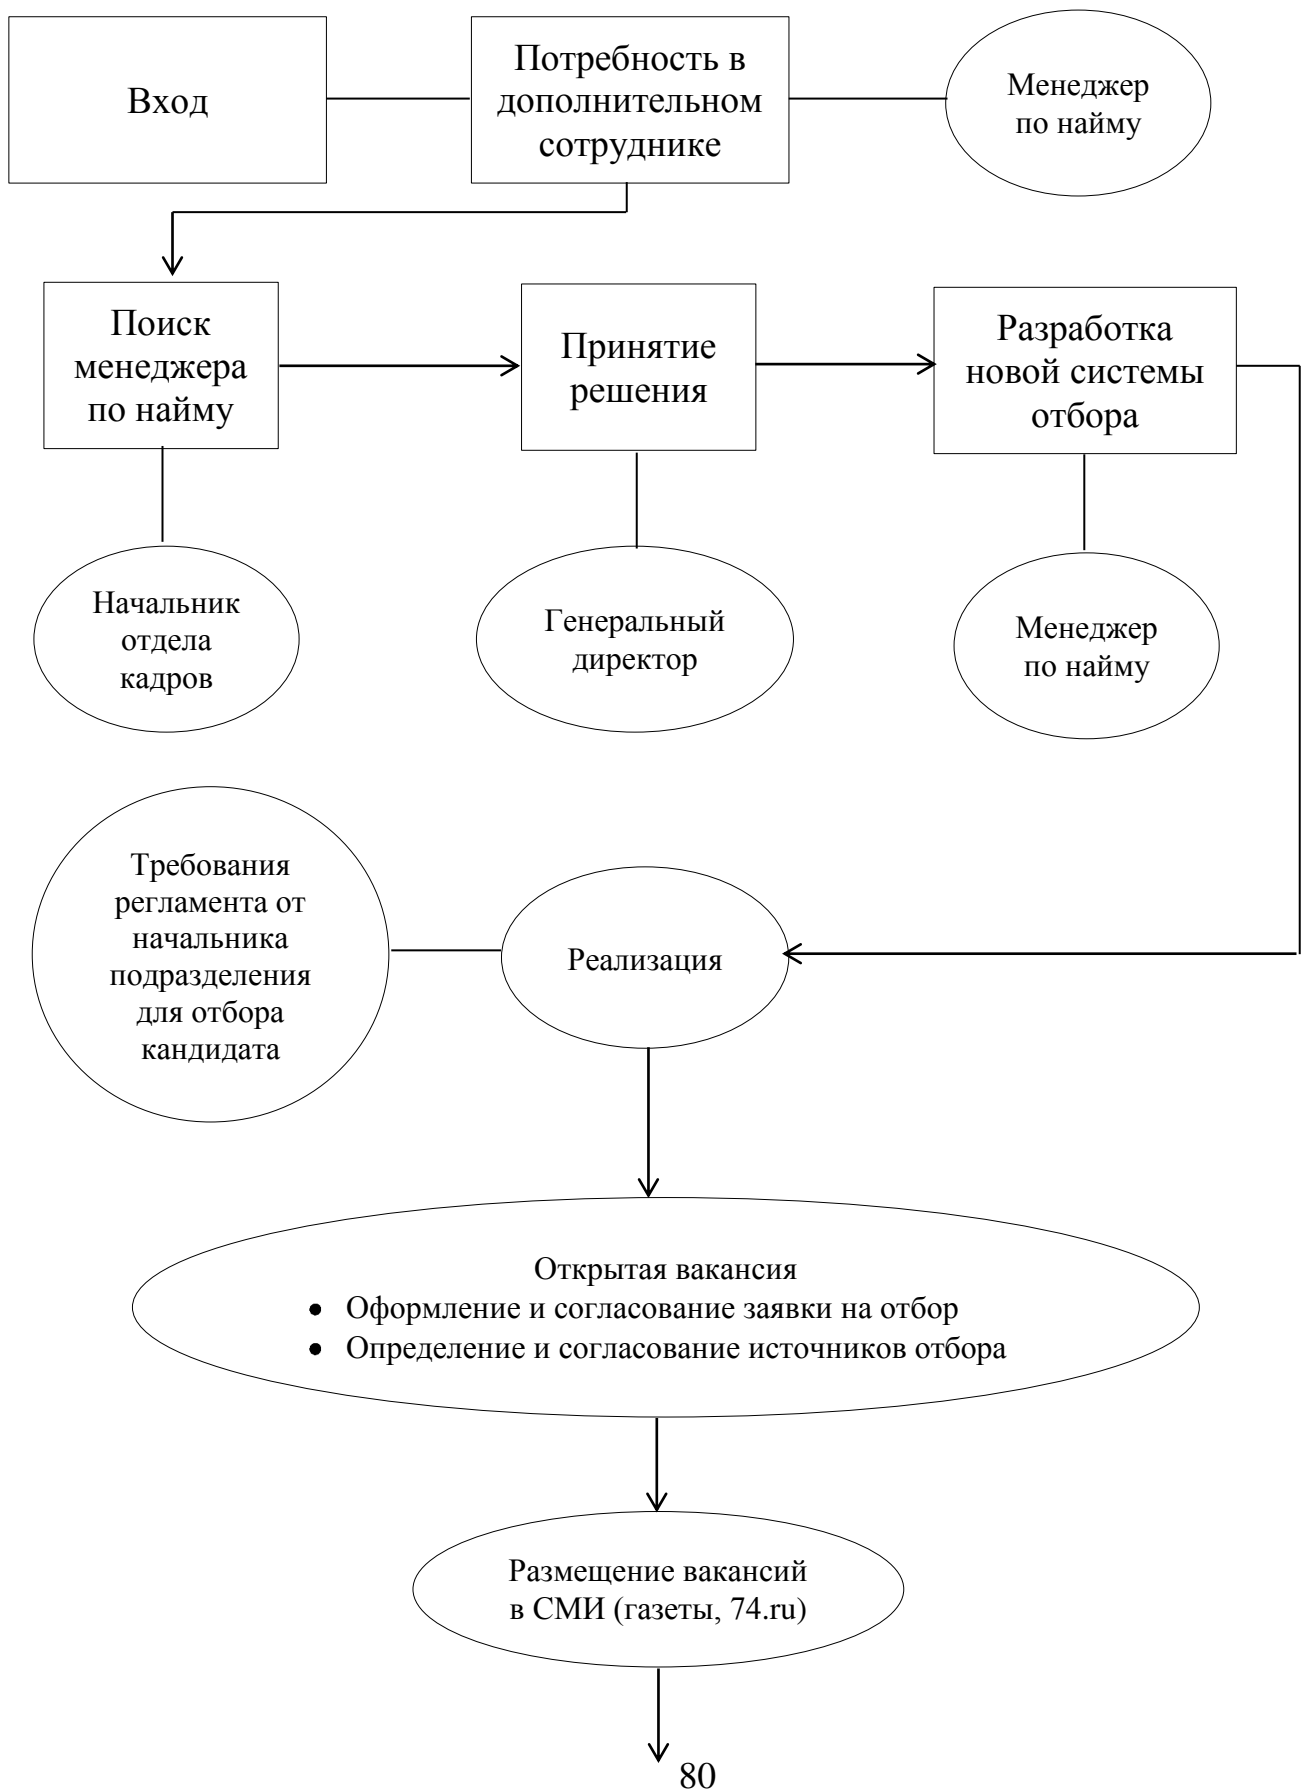 Вход
Потребность в
дополнительном
сотруднике
Менеджер
по найму
Поиск
менеджера
по найму
Принятие
решения
Разработка
новой системы
отбора
Начальник
отдела
кадров
Генеральный
директор
Менеджер
по найму
Требования
регламента от
начальника
подразделения
для отбора
кандидата
Реализация
Открытая вакансия
• Оформление и согласование заявки на отбор
• Определение и согласование источников отбора
Размещение вакансий
в СМИ (газеты, 74.ru)
80